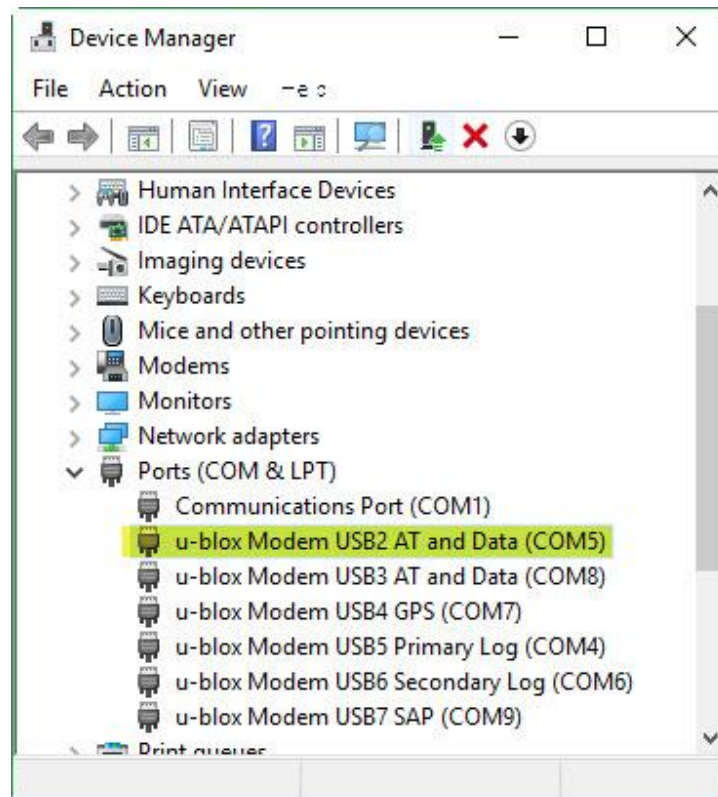 Device Manager
File Action View
Human Interface Devices
IDE ATA/ATAPI controllers
Imaging devices
Keyboards
Mice and other pointing devices
Modems
Monitors
Network adapters
Ports (COM & LPT)
Communications Port (COM1)
u-blox Modem USB2 AT and Data (COM5)
u-blox Modem USB3 AT and Data (COM8)
u-blox Modem USB4 GPS (COM7)
u-blox Modem USB5 Primary Log (COM4)
u-blox Modem USB6 Secondary Log (COM6)
u-blox Modem USB7 SAP (COM9)
Print queues